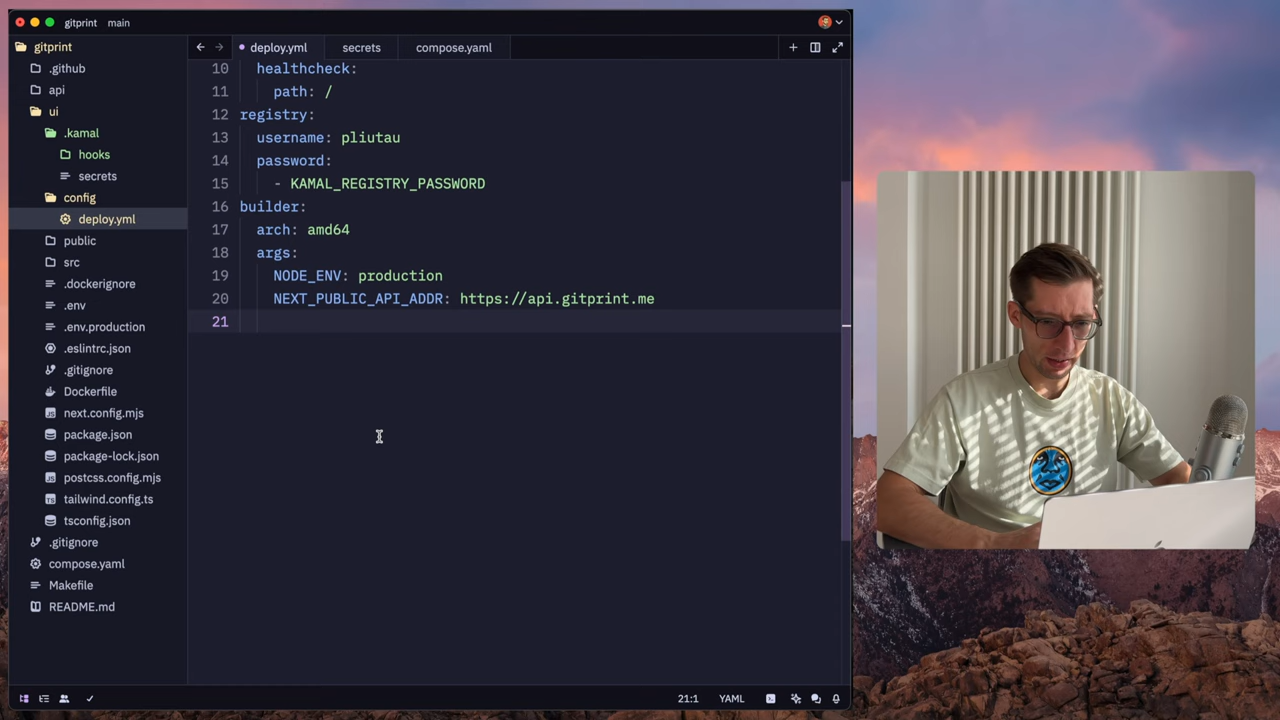 gitprint main
gitprint
.github
api
ui
.kamal
hooks
secrets
config
deploy.yml
public
src
.dockerignore
.env
.env.production
.eslintrc.json
.gitignore
Dockerfile
next.config.mjs
package.json
package-lock.json
postcss.config.mjs
tailwind.config.ts
tsconfig.json
.gitignore
compose.yaml
Makefile
README.md
deploy.yml secrets compose.yaml
10 healthcheck:
11 path: /
12 registry:
13 username: pliutau
14 password:
15 - KAMAL_REGISTRY_PASSWORD
16 builder:
17 arch: amd64
18 args:
19 NODE_ENV: production
20 NEXT_PUBLIC_API_ADDR: https://api.gitprint.me
21
21:1 YAML